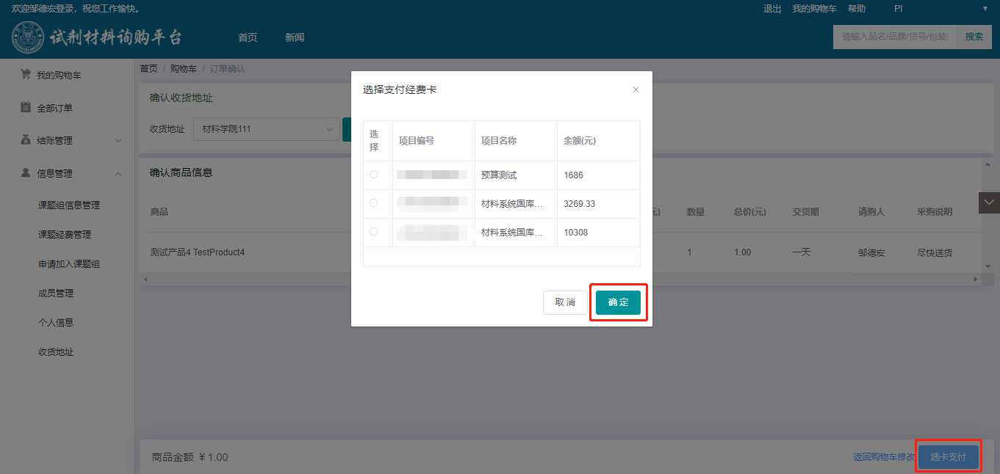 欢迎邹德宏登录，祝您工作愉快。
退出 我的购物车 帮助 PI
试剂材料询购平台
首页 新闻
请输入品名/品牌/货号/包装 搜索
我的购物车
全部订单
结账管理
信息管理
课题组信息管理
课题经费管理
申请加入课题组
成员管理
个人信息
收货地址
首页 / 购物车 / 订单确认
确认收货地址
收货地址 材料学院111
确认商品信息
商品 元) 数量 总价(元) 交货期 请购人 采购说明
测试产品4 TestProduct4 1 1.00 一天 邹德宏 尽快送货
选择支付经费卡
选择 项目编号 项目名称 余额(元)
预算测试 1686
材料系统国库... 3269.33
材料系统国库... 10308
取消 确定
商品金额 ¥ 1.00
返回购物车修改 选卡支付